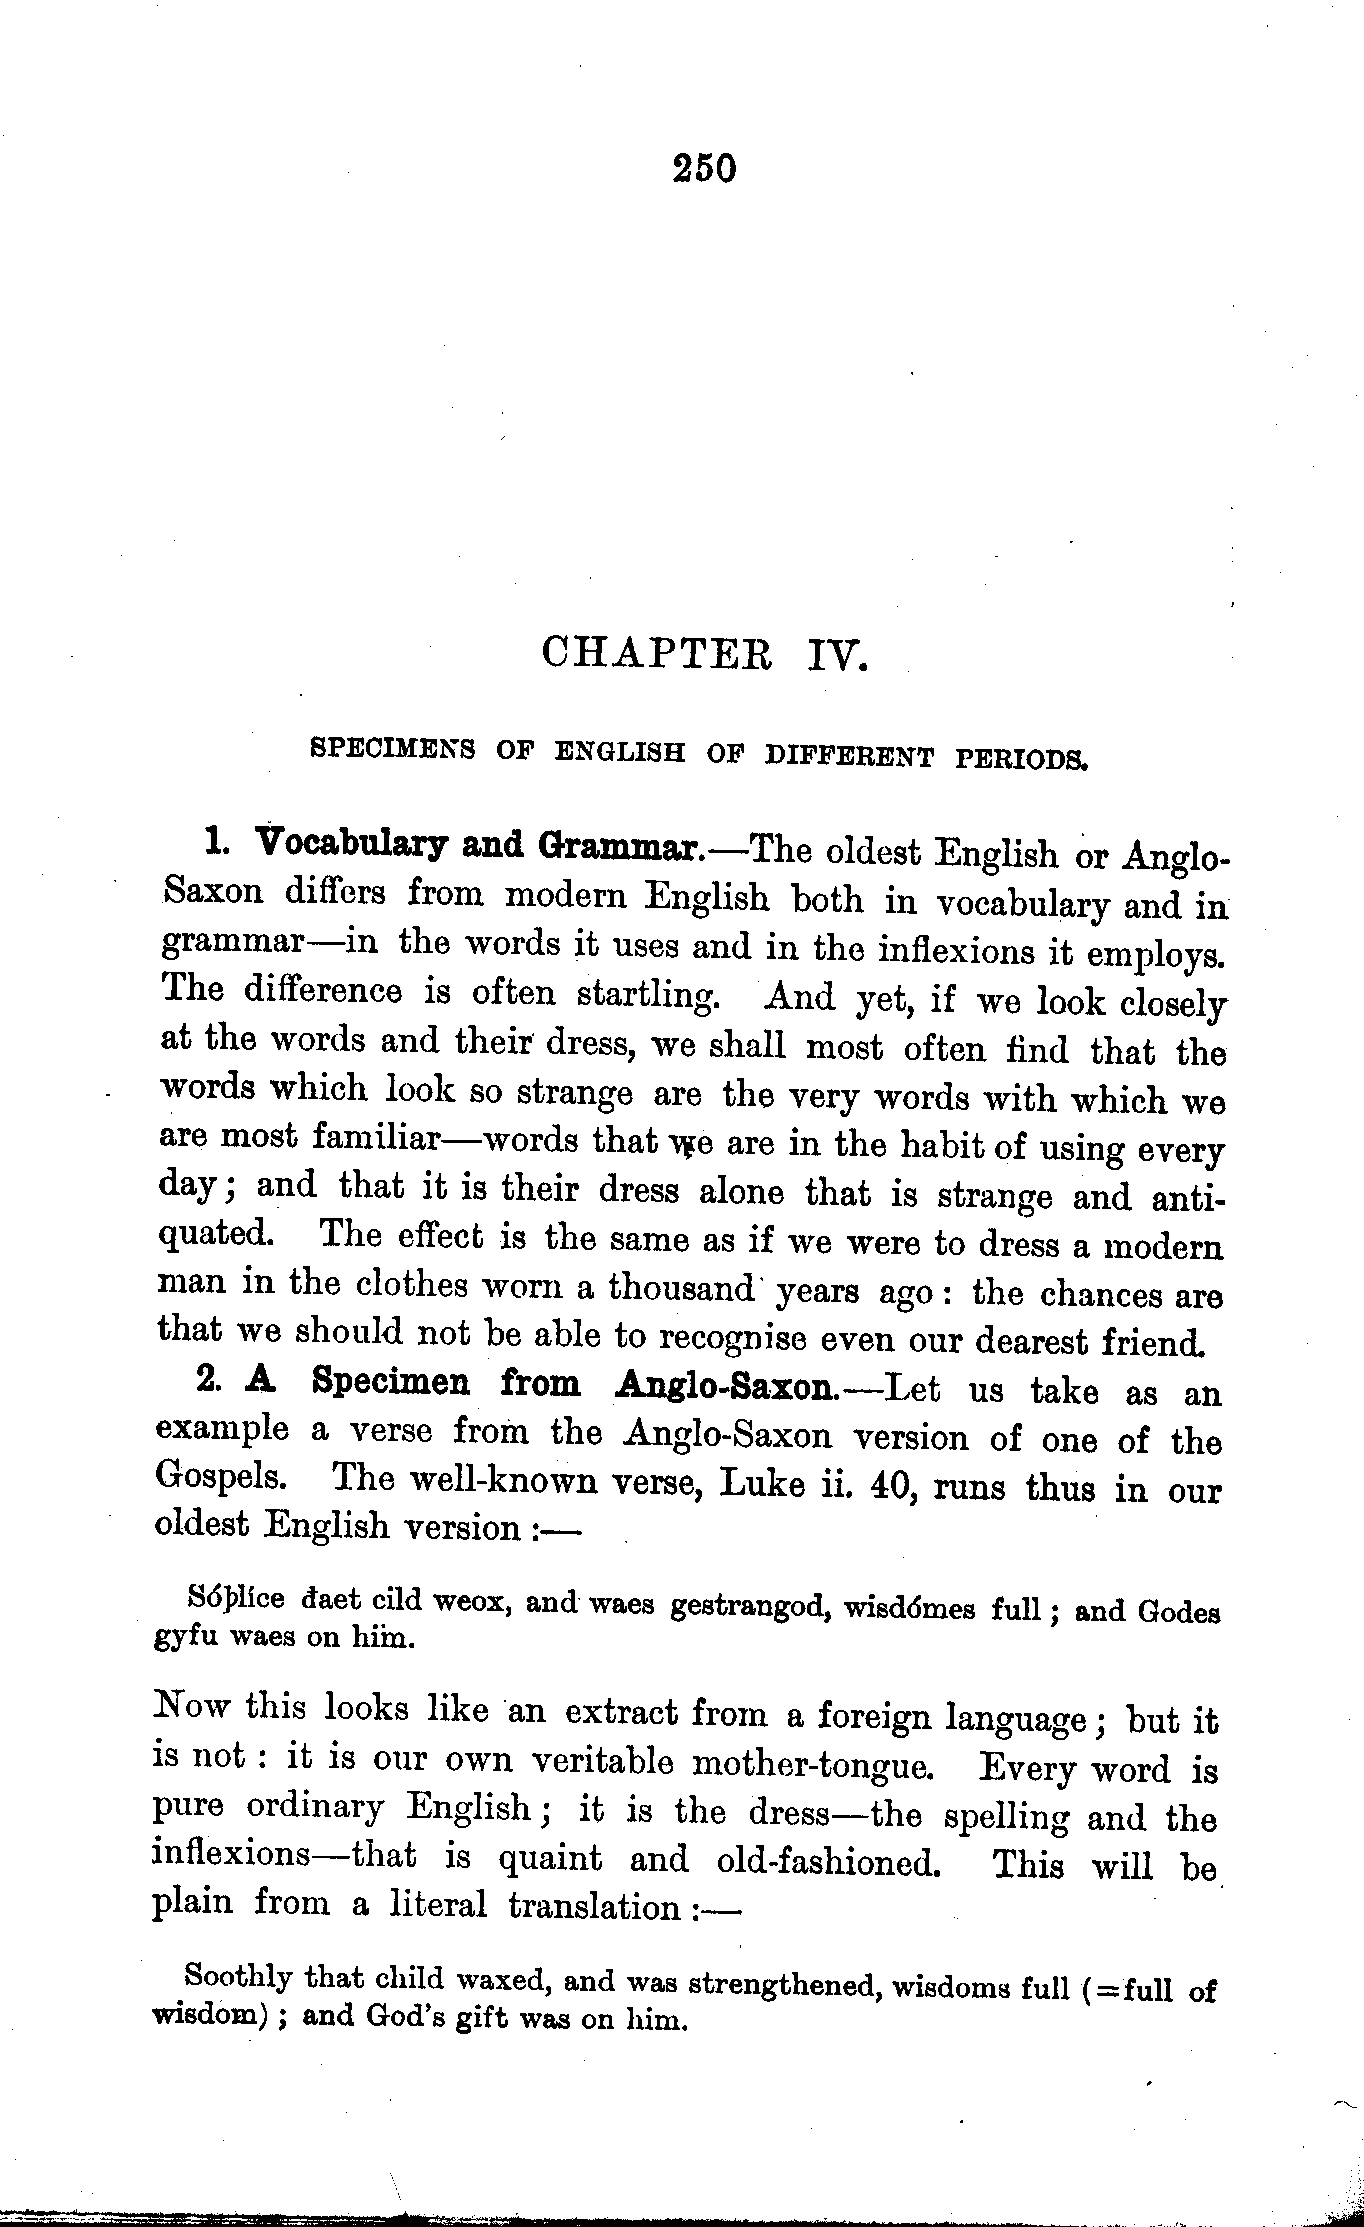 250
CHAPTER IV.
SPECIMENS OF ENGLISH OF DIFFERENT PERIODS.
1. Vocabulary and Grammar.—The oldest English or Anglo-
Saxon differs from modern English both in vocabulary and in
grammar—in the words it uses and in the inflexions it employs.
The difference is often startling. And yet, if we look closely
at the words and their dress, we shall most often find that the
words which look so strange are the very words with which we
are most familiar—words that we are in the habit of using every
day; and that it is their dress alone that is strange and anti-
quated. The effect is the same as if we were to dress a modern
man in the clothes worn a thousand years ago: the chances are
that we should not be able to recognise even our dearest friend.
2. A Specimen from Anglo-Saxon.—Let us take as an
example a verse from the Anglo-Saxon version of one of the
Gospels. The well-known verse, Luke ii. 40, runs thus in our
oldest English version:—
Sóþlíce đaet cild weox, and waes gestrangod, wisdómes full; and Godes
gyfu waes on him.
Now this looks like an extract from a foreign language; but it
is not: it is our own veritable mother-tongue. Every word is
pure ordinary English; it is the dress—the spelling and the
inflexions—that is quaint and old-fashioned. This will be
plain from a literal translation:—
Soothly that child waxed, and was strengthened, wisdoms full (=full of
wisdom); and God's gift was on him.